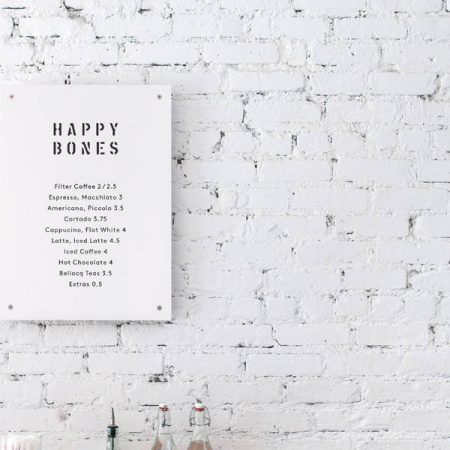 HAPPY
BONES
Filter Coffee 2/2.5
Espresso, Macchiato 3
Americano, Piccolo 3.5
Cortado 3.75
Cappucino, Flat White 4
Latte, Iced Latte 4.5
Iced Coffee 4
Hot Chocolate 4
Bellocq Teas 3.5
Extras 0.5